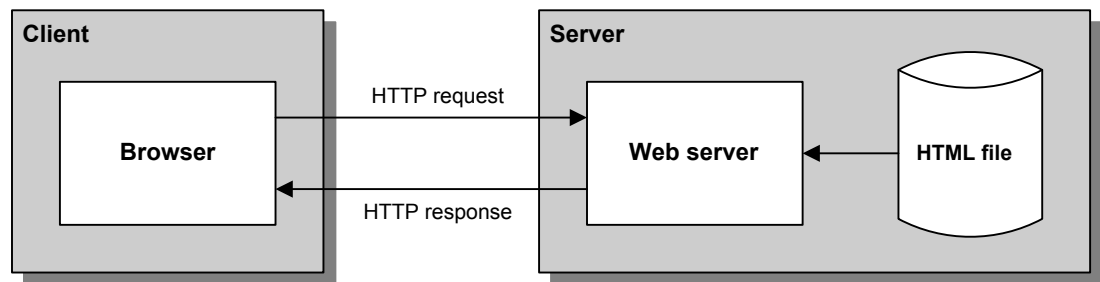 Client
Server
HTTP request
Browser
Web server
HTML file
HTTP response